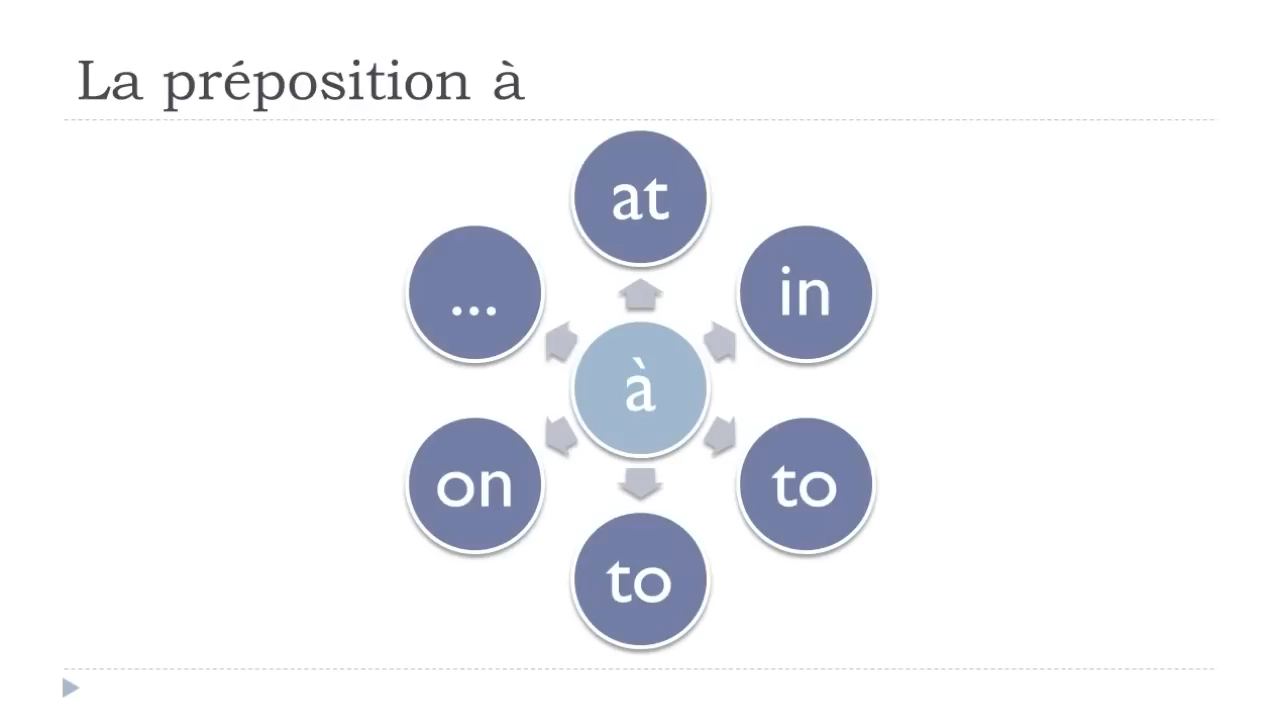 La préposition à
at
in
to
to
on
...
à